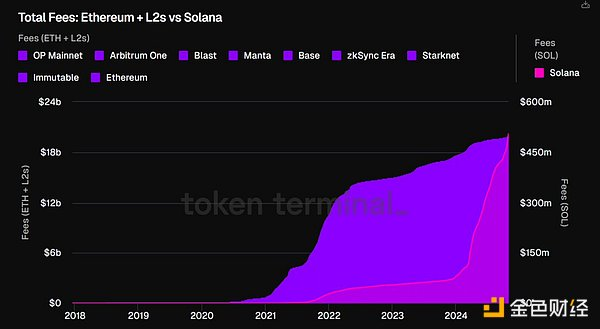 Total Fees: Ethereum + L2s vs Solana
Fees (ETH + L2s)
OP Mainnet Arbitrum One Blast Manta Base zkSync Era Starknet
Immutable Ethereum
Fees
(SOL)
Solana
$24b
$18b
$12b
$6b
$0
Fees (ETH + L2s)
token terminal_
$600m
$450m
$300m
$150m
$0
Fees (SOL)
2018 2019 2020 2021 2022 2023 2024
金色财经